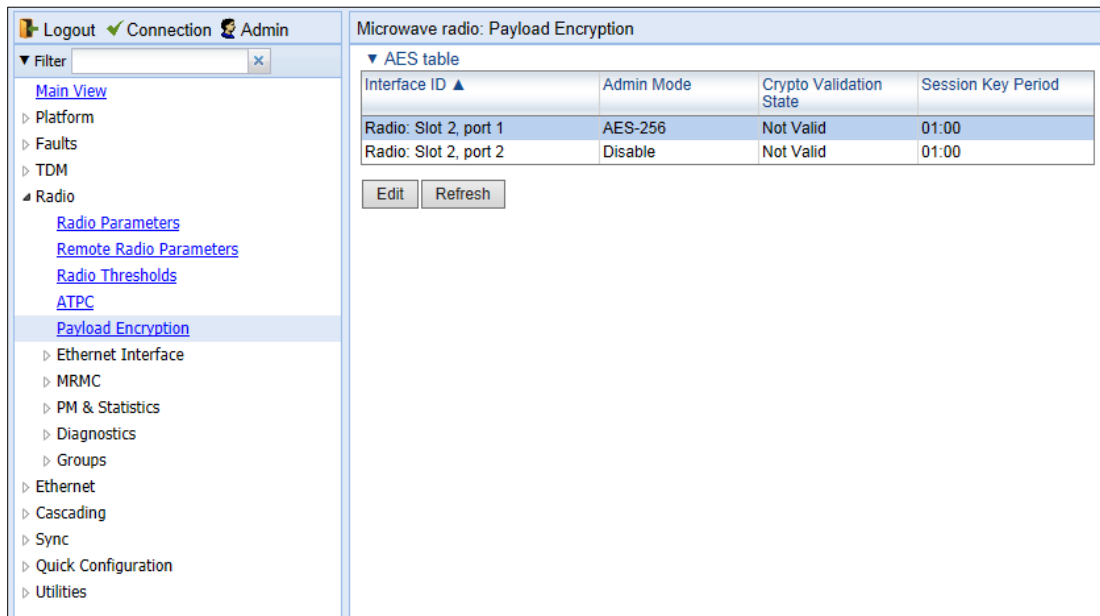 Logout Connection Admin
Filter
Main View
Platform
Faults
TDM
Radio
Radio Parameters
Remote Radio Parameters
Radio Thresholds
ATPC
Payload Encryption
Ethernet Interface
MRMC
PM & Statistics
Diagnostics
Groups
Ethernet
Cascading
Sync
Quick Configuration
Utilities
Microwave radio: Payload Encryption
AES table
Interface ID ▲ Admin Mode Crypto Validation State Session Key Period
Radio: Slot 2, port 1 AES-256 Not Valid 01:00
Radio: Slot 2, port 2 Disable Not Valid 01:00
Edit Refresh